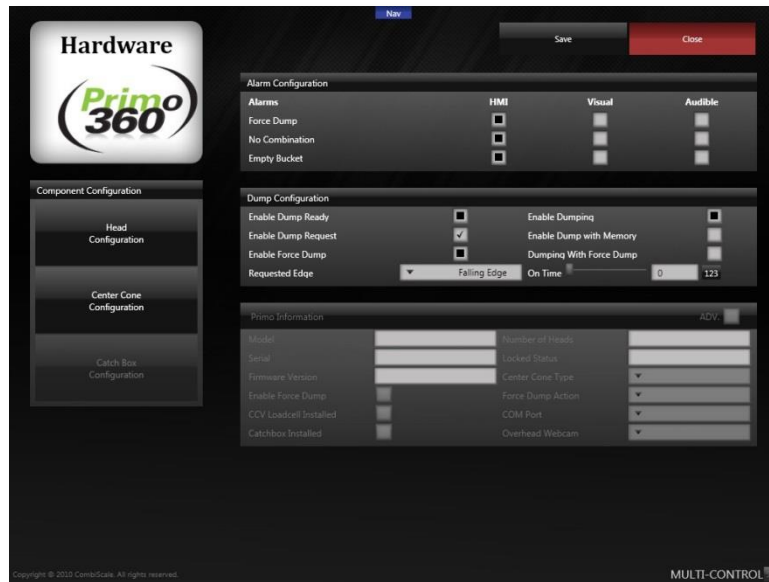 Nav
Hardware
Primo
360°
Save
Close
Alarm Configuration
Alarms HMI Visual Audible
Force Dump
No Combination
Empty Bucket
Component Configuration
Head
Configuration
Center Cone
Configuration
Catch Box
Configuration
Dump Configuration
Enable Dump Ready Enable Dumping
Enable Dump Request Enable Dump with Memory
Enable Force Dump Dumping With Force Dump
Requested Edge Falling Edge On Time 0 123
Primo Information ADV.
Model Number of Heads
Serial Locked Status
Firmware Version Center Cone Type
Enable Force Dump Force Dump Action
CCV Loadcell Installed COM Port
Catchbox Installed Overhead Webcam
Copyright © 2010 CombiScale. All rights reserved.
MULTI-CONTROL